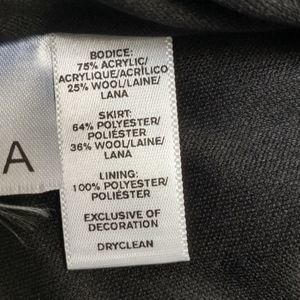 BODICE:
75% ACRYLIC/
ACRYLIQUE/ACRÍLICO
25% WOOL/LAINE/
LANA
SKIRT:
64% POLYESTER/
POLIÉSTER
36% WOOL/LAINE/
LANA
LINING:
100% POLYESTER/
POLIÉSTER
EXCLUSIVE OF
DECORATION
DRYCLEAN
A